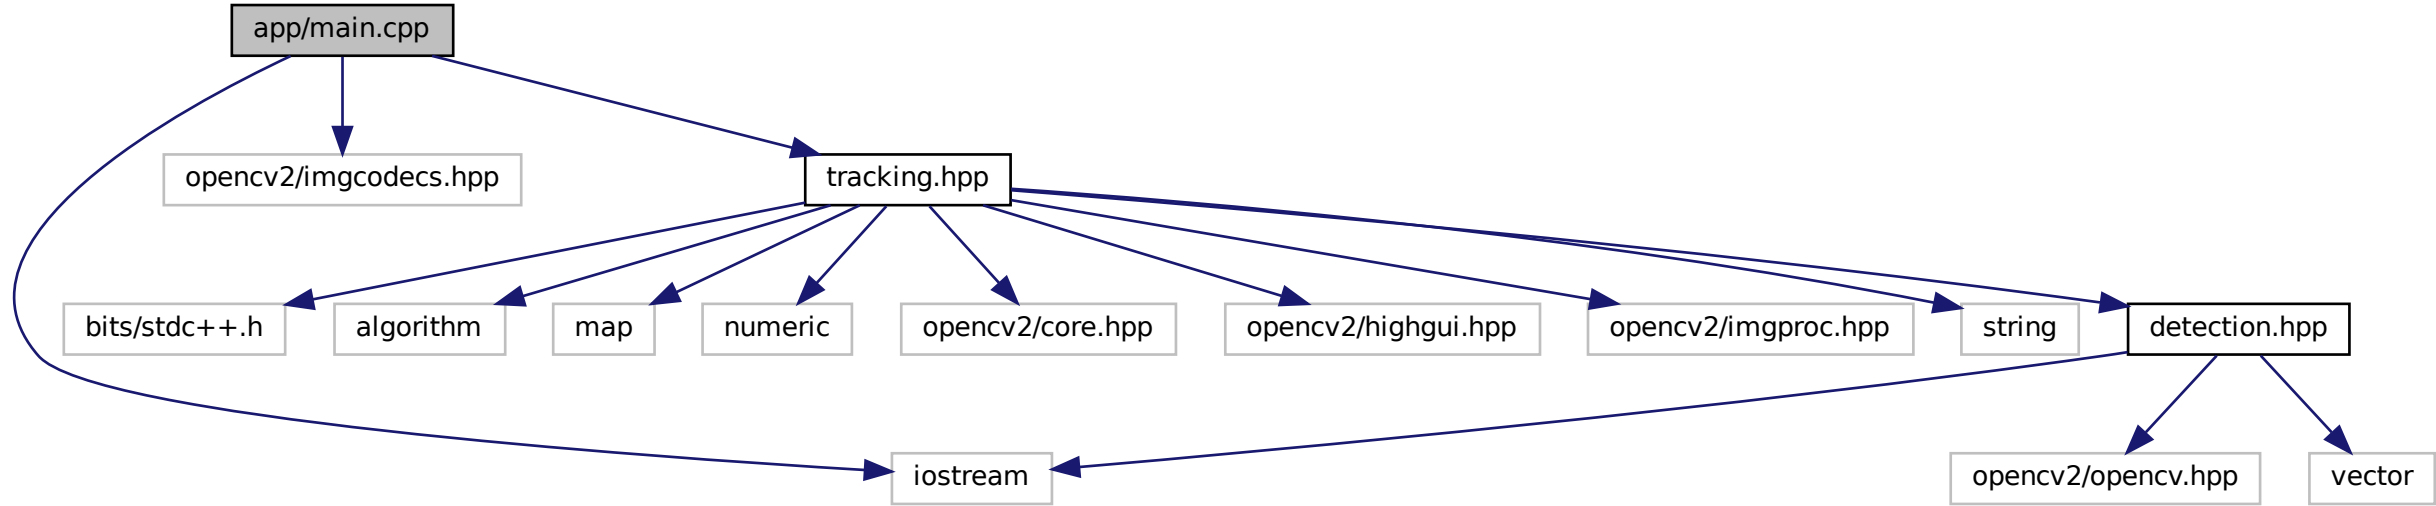 app/main.cpp
opencv2/imgcodecs.hpp
tracking.hpp
bits/stdc++.h
algorithm
map
numeric
opencv2/core.hpp
opencv2/highgui.hpp
opencv2/imgproc.hpp
string
detection.hpp
iostream
opencv2/opencv.hpp
vector